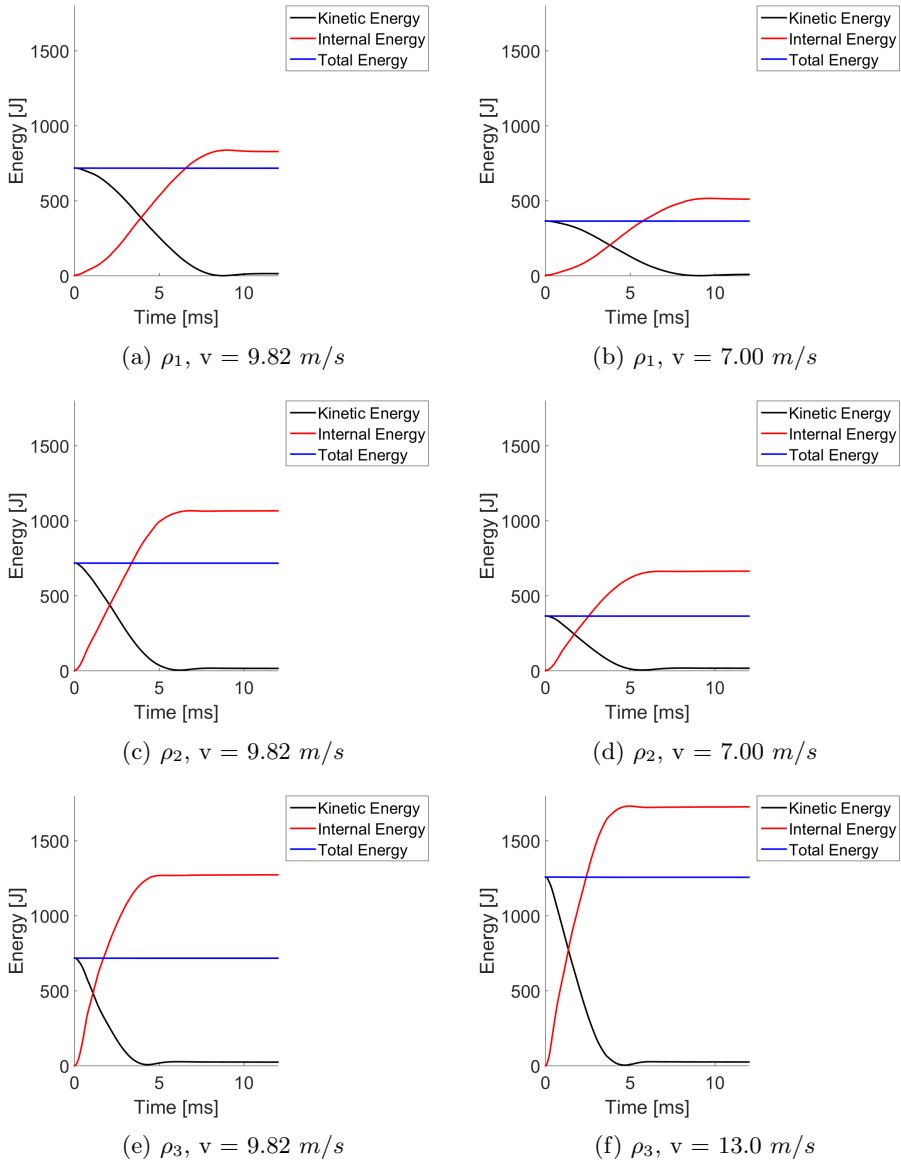 Kinetic Energy
Internal Energy
Total Energy
1500
1000
500
0
Energy [J]
0 5 10
Time [ms]
(a) ρ₁, v = 9.82 m/s
Kinetic Energy
Internal Energy
Total Energy
1500
1000
500
0
Energy [J]
0 5 10
Time [ms]
(b) ρ₁, v = 7.00 m/s
Kinetic Energy
Internal Energy
Total Energy
1500
1000
500
0
Energy [J]
0 5 10
Time [ms]
(c) ρ₂, v = 9.82 m/s
Kinetic Energy
Internal Energy
Total Energy
1500
1000
500
0
Energy [J]
0 5 10
Time [ms]
(d) ρ₂, v = 7.00 m/s
Kinetic Energy
Internal Energy
Total Energy
1500
1000
500
0
Energy [J]
0 5 10
Time [ms]
(e) ρ₃, v = 9.82 m/s
Kinetic Energy
Internal Energy
Total Energy
1500
1000
500
0
Energy [J]
0 5 10
Time [ms]
(f) ρ₃, v = 13.0 m/s